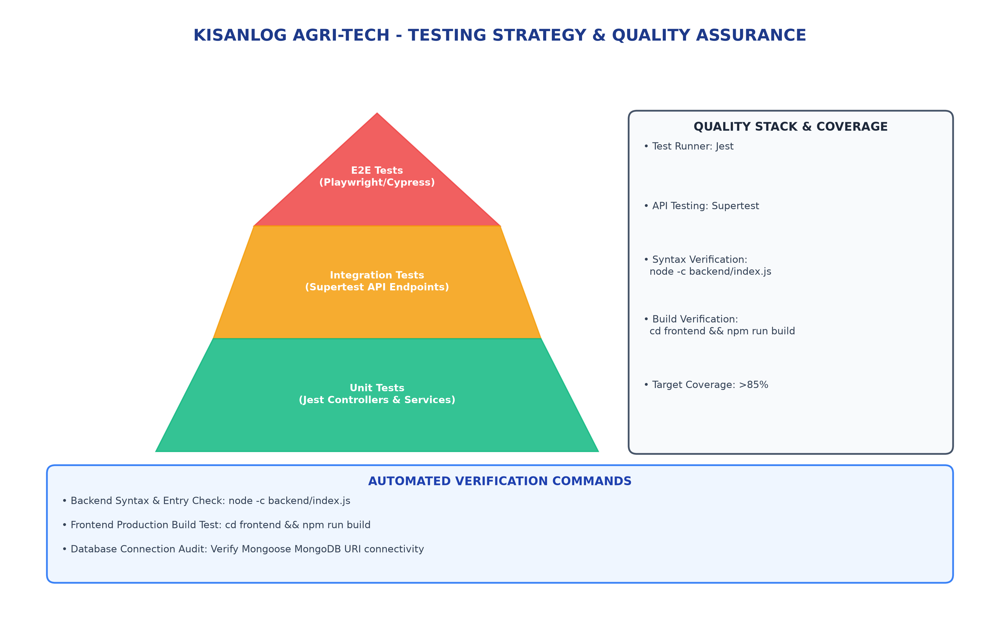 KISANLOG AGRI-TECH - TESTING STRATEGY & QUALITY ASSURANCE
E2E Tests
(Playwright/Cypress)
Integration Tests
(Supertest API Endpoints)
Unit Tests
(Jest Controllers & Services)
QUALITY STACK & COVERAGE
• Test Runner: Jest
• API Testing: Supertest
• Syntax Verification:
node -c backend/index.js
• Build Verification:
cd frontend && npm run build
• Target Coverage: >85%
AUTOMATED VERIFICATION COMMANDS
• Backend Syntax & Entry Check: node -c backend/index.js
• Frontend Production Build Test: cd frontend && npm run build
• Database Connection Audit: Verify Mongoose MongoDB URI connectivity